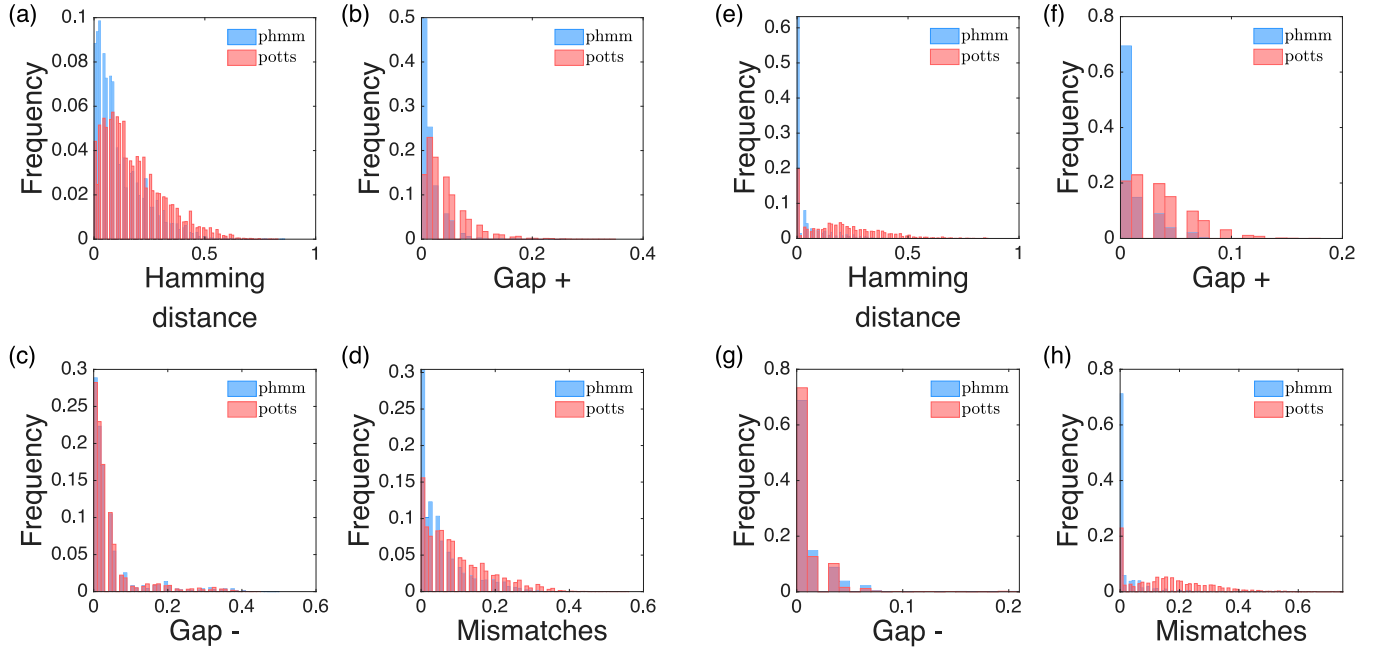 (a)
0.1
0.08
0.06
0.04
0.02
0
Frequency
phmm
potts
0 0.5 1
Hamming
distance
(b)
0.5
0.4
0.3
0.2
0.1
0
Frequency
phmm
potts
0 0.2 0.4
Gap +
(e)
0.6
0.5
0.4
0.3
0.2
0.1
0
Frequency
phmm
potts
0 0.5 1
Hamming
distance
(f)
0.8
0.6
0.4
0.2
0
Frequency
phmm
potts
0 0.1 0.2
Gap +
(c)
0.3
0.25
0.2
0.15
0.1
0.05
0
Frequency
phmm
potts
0 0.2 0.4 0.6
Gap -
(d)
0.3
0.25
0.2
0.15
0.1
0.05
0
Frequency
phmm
potts
0 0.2 0.4 0.6
Mismatches
(g)
0.8
0.6
0.4
0.2
0
Frequency
phmm
potts
0 0.1 0.2
Gap -
(h)
0.8
0.6
0.4
0.2
0
Frequency
phmm
potts
0 0.2 0.4 0.6
Mismatches